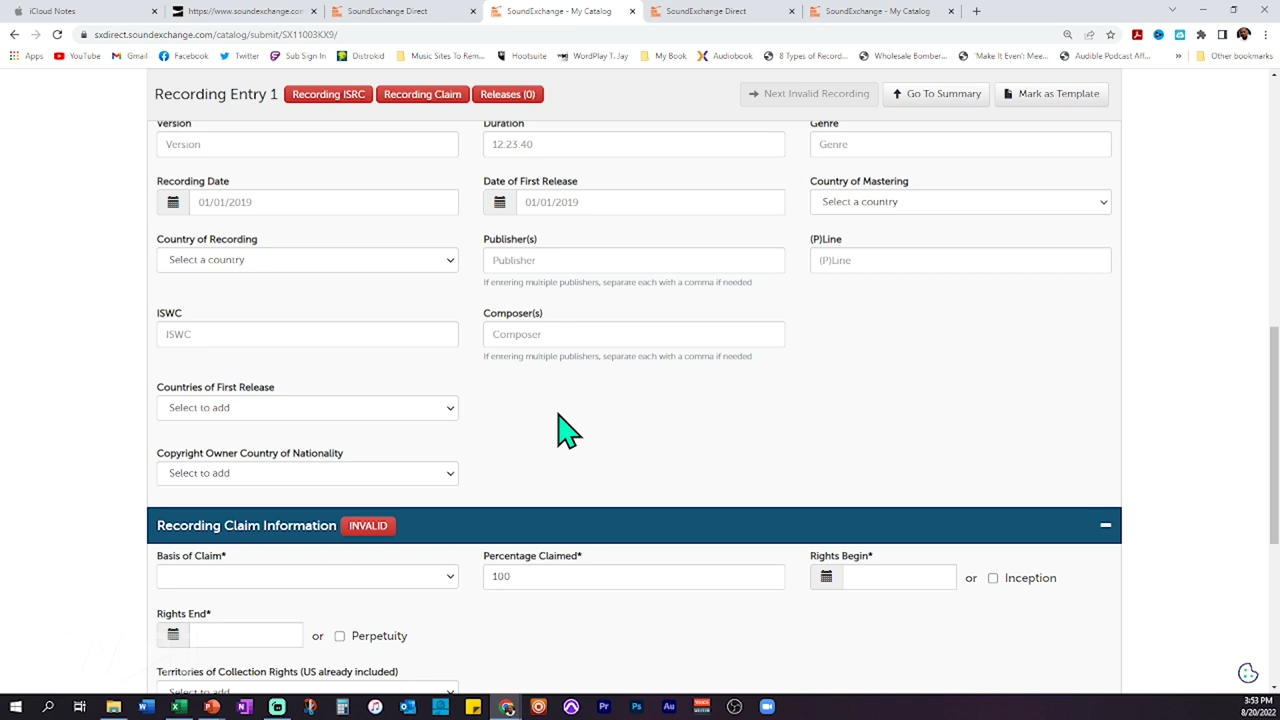 iCloud Notes
https://www.soundexchange.con
SoundExchange Direct
SoundExchange - My Catalog
SoundExchange Direct
SoundExchange - My Catalog
sxdirect.soundexchange.com/catalog/submit/SX11003KX9/
Apps
YouTube
Gmail
Facebook
Twitter
Sub Sign In
Distrokid
Music Sites To Rem...
Hootsuite
WordPlay T. Jay
My Book
Audiobook
8 Types of Record...
Wholesale Bomber...
'Make It Even': Mee...
Audible Podcast Aff...
»
Other bookmarks
Recording Entry 1
Recording ISRC
Recording Claim
Releases (0)
Next Invalid Recording
Go To Summary
Mark as Template
Version
Duration
Genre
Version
12:23:40
Genre
Recording Date
Date of First Release
Country of Mastering
01/01/2019
01/01/2019
Select a country
Country of Recording
Publisher(s)
(P)Line
Select a country
Publisher
(P)Line
If entering multiple publishers, separate each with a comma if needed
ISWC
Composer(s)
ISWC
Composer
If entering multiple publishers, separate each with a comma if needed
Countries of First Release
Select to add
Copyright Owner Country of Nationality
Select to add
Recording Claim Information
INVALID
Basis of Claim*
Percentage Claimed*
Rights Begin*
100
or
Inception
Rights End*
or
Perpetuity
Territories of Collection Rights (US already included)
Select to add
3:53 PM
8/20/2022